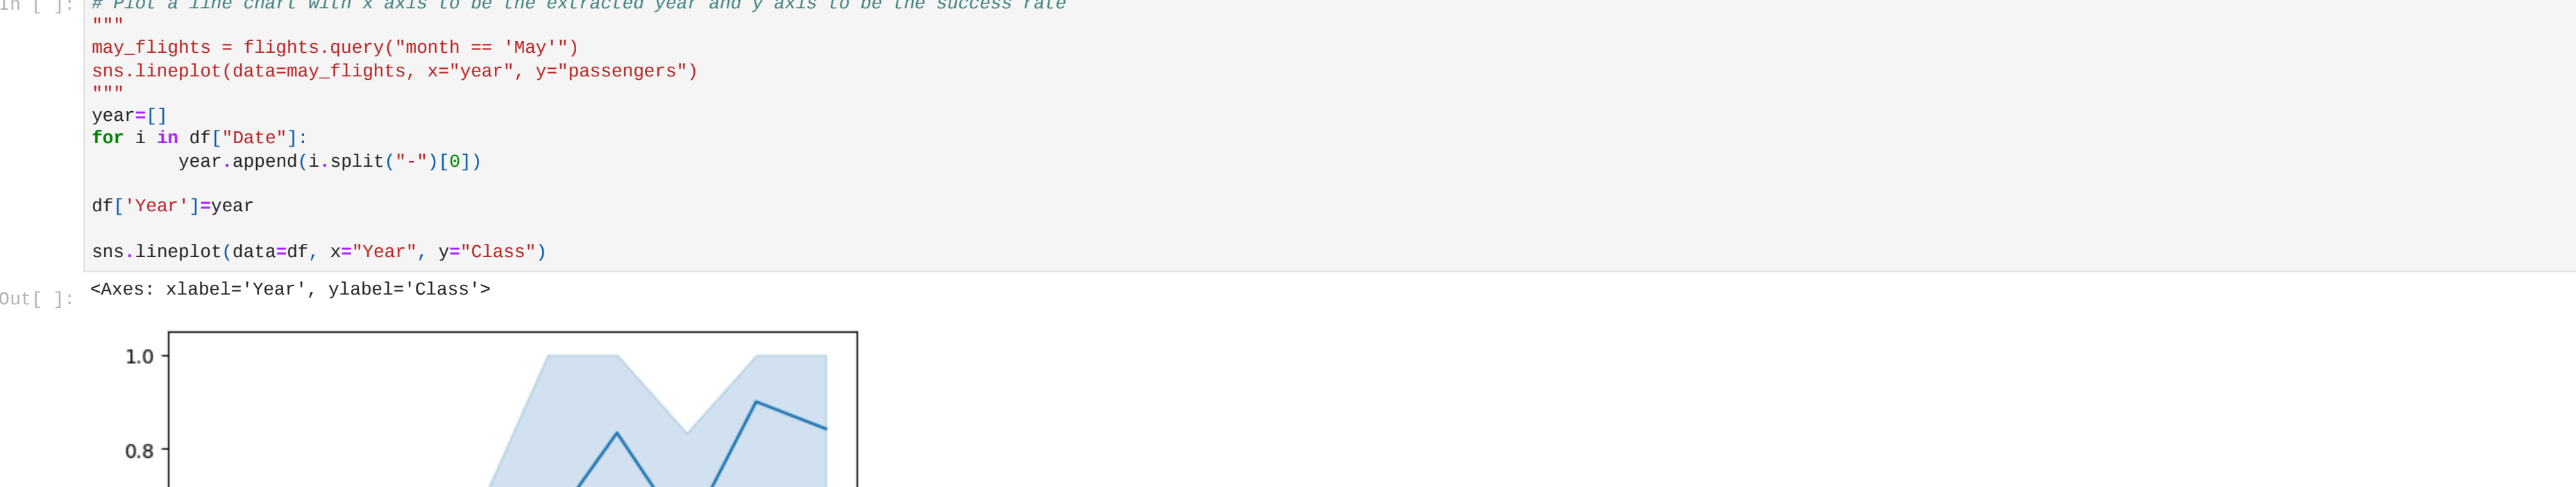 In [ ]: # Plot a line chart with x axis to be the extracted year and y axis to be the success rate
"""
may_flights = flights.query("month == 'May'")
sns.lineplot(data=may_flights, x="year", y="passengers")
"""
year=[]
for i in df["Date"]:
        year.append(i.split("-")[0])
df['Year']=year
sns.lineplot(data=df, x="Year", y="Class")
Out[ ]: <Axes: xlabel='Year', ylabel='Class'>
1.0
0.8